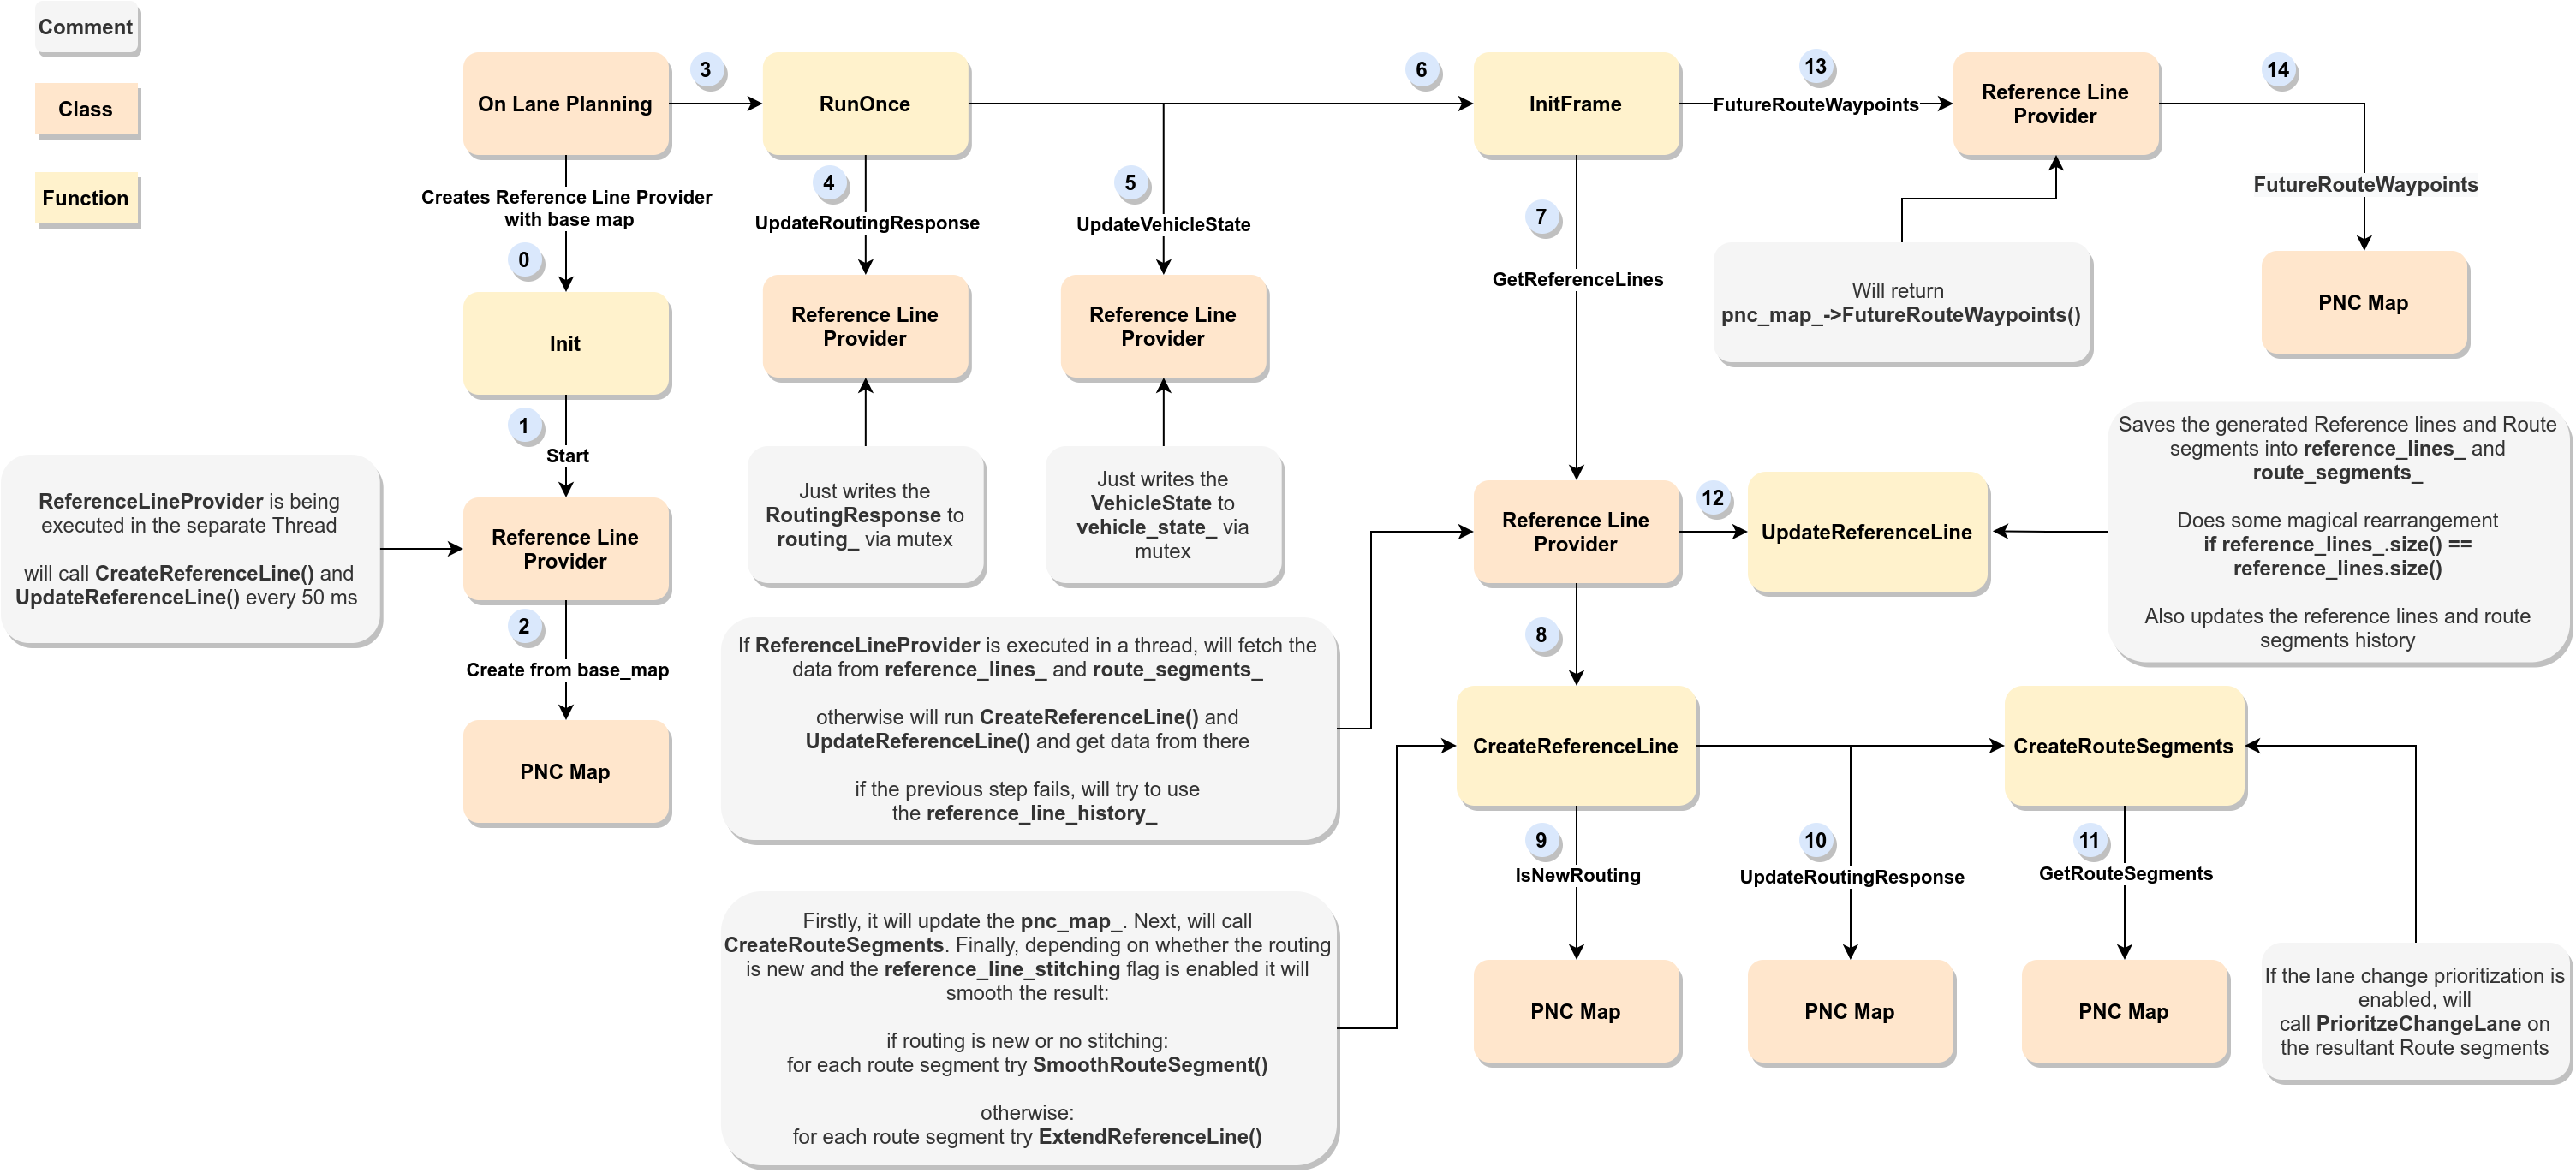 Comment
Class
Function
On Lane Planning
3
RunOnce
6
InitFrame
13
FutureRouteWaypoints
Reference Line
Provider
14
Creates Reference Line Provider
with base map
0
4
UpdateRoutingResponse
5
UpdateVehicleState
7
GetReferenceLines
FutureRouteWaypoints
Init
Reference Line
Provider
Reference Line
Provider
Will return
pnc_map_->FutureRouteWaypoints()
PNC Map
1
Start
ReferenceLineProvider is being
executed in the separate Thread
will call CreateReferenceLine() and
UpdateReferenceLine() every 50 ms
Reference Line
Provider
Just writes the
RoutingResponse to
routing_ via mutex
Just writes the
VehicleState to
vehicle_state_ via
mutex
Reference Line
Provider
12
UpdateReferenceLine
Saves the generated Reference lines and Route
segments into reference_lines_ and
route_segments_
Does some magical rearrangement
if reference_lines_.size() ==
reference_lines.size()
Also updates the reference lines and route
segments history
2
Create from base_map
PNC Map
If ReferenceLineProvider is executed in a thread, will fetch the
data from reference_lines_ and route_segments_
otherwise will run CreateReferenceLine() and
UpdateReferenceLine() and get data from there
if the previous step fails, will try to use
the reference_line_history_
8
CreateReferenceLine
CreateRouteSegments
9
IsNewRouting
10
UpdateRoutingResponse
11
GetRouteSegments
Firstly, it will update the pnc_map_. Next, will call
CreateRouteSegments. Finally, depending on whether the routing
is new and the reference_line_stitching flag is enabled it will
smooth the result:
if routing is new or no stitching:
for each route segment try SmoothRouteSegment()
otherwise:
for each route segment try ExtendReferenceLine()
PNC Map
PNC Map
PNC Map
If the lane change prioritization is
enabled, will
call PrioritzeChangeLane on
the resultant Route segments